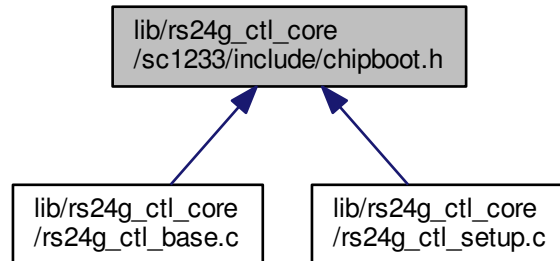 lib/rs24g_ctl_core
/sc1233/include/chipboot.h
lib/rs24g_ctl_core
/rs24g_ctl_base.c
lib/rs24g_ctl_core
/rs24g_ctl_setup.c